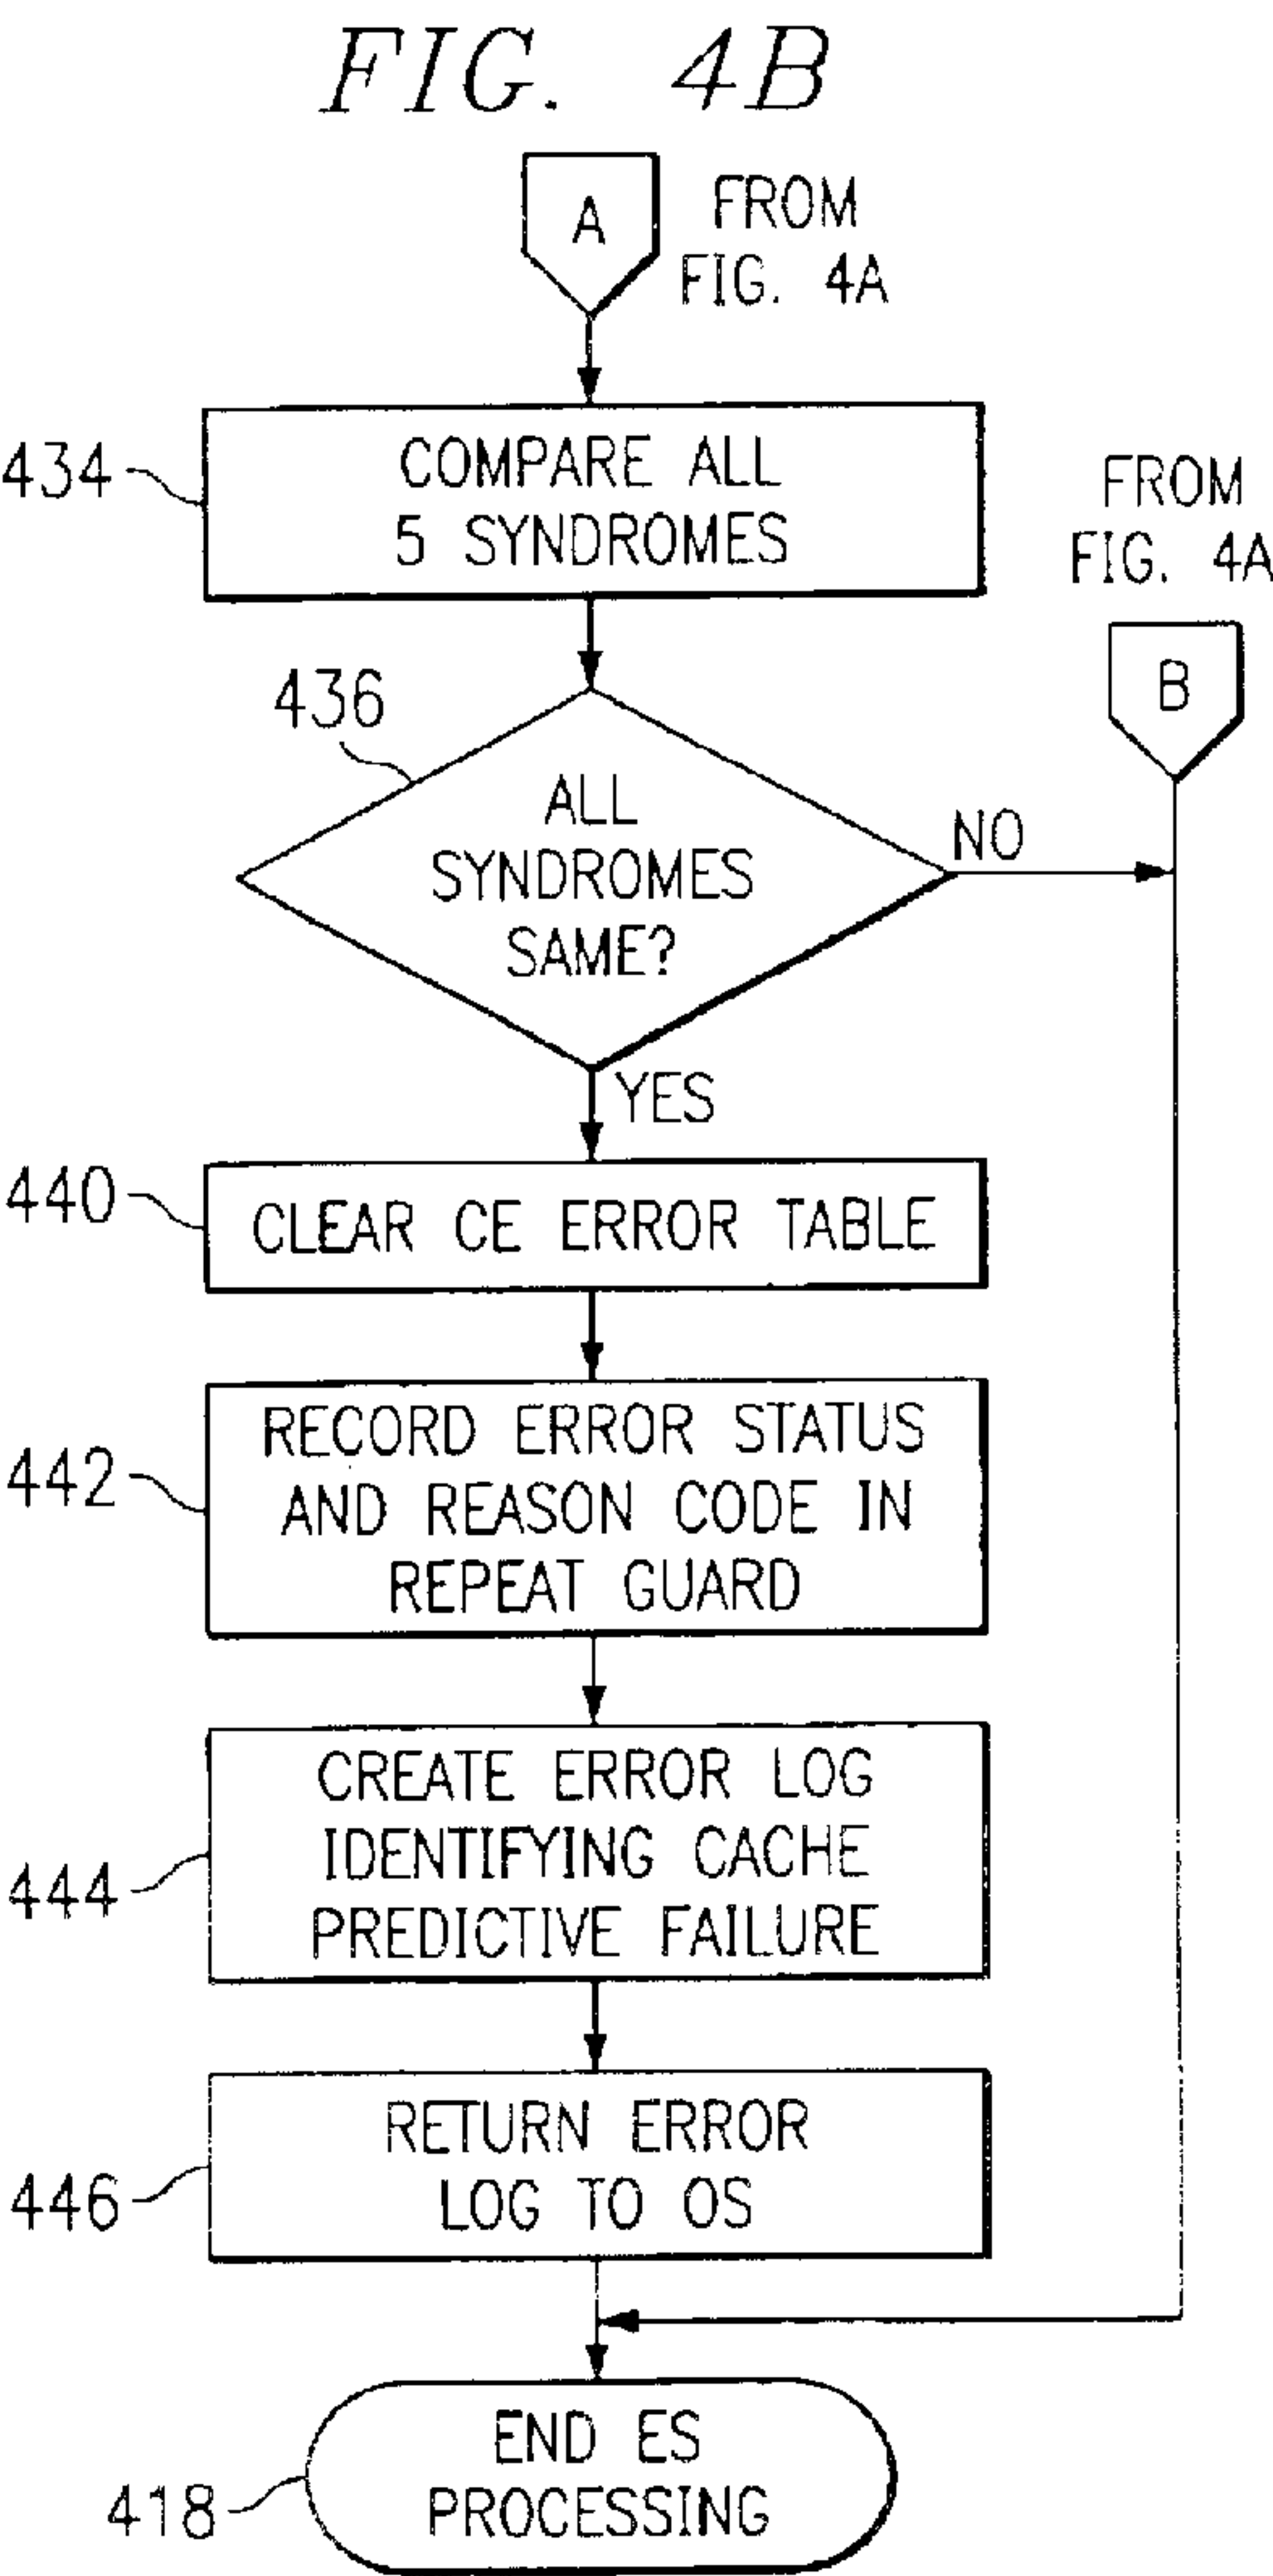 FIG. 4B
A
FROM
FIG. 4A
434
COMPARE ALL
5 SYNDROMES
FROM
FIG. 4A
B
436
ALL
SYNDROMES
SAME?
NO
YES
440
CLEAR CE ERROR TABLE
442
RECORD ERROR STATUS
AND REASON CODE IN
REPEAT GUARD
444
CREATE ERROR LOG
IDENTIFYING CACHE
PREDICTIVE FAILURE
446
RETURN ERROR
LOG TO OS
418
END ES
PROCESSING